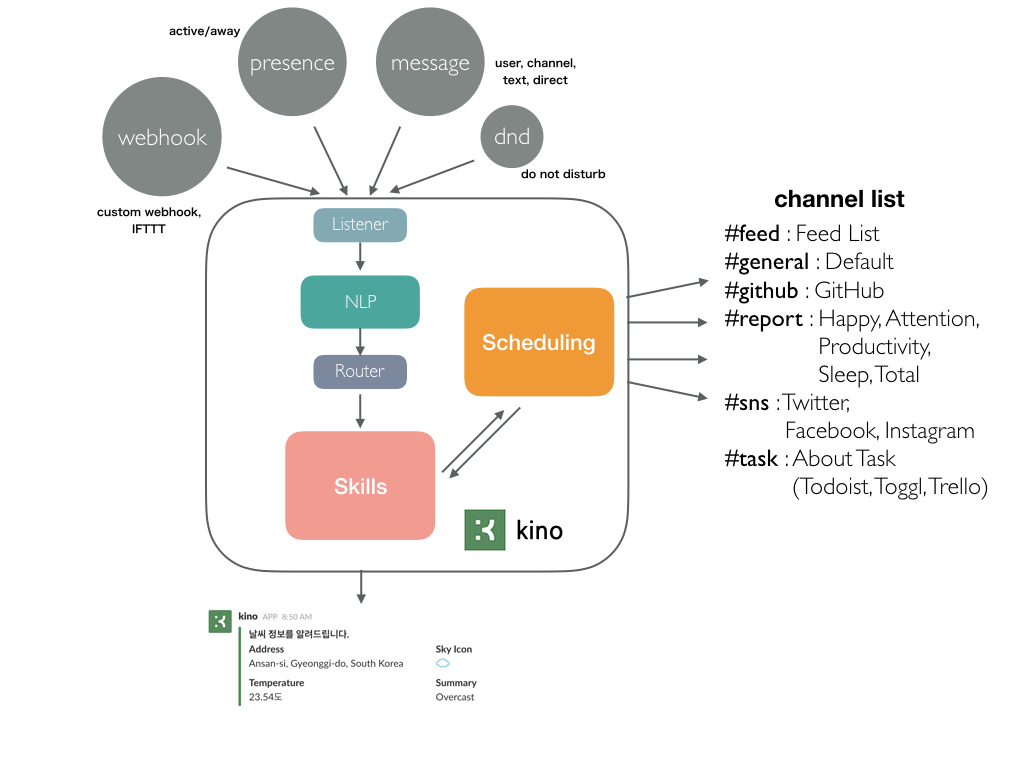 active/away
presence
message
user, channel,
text, direct
webhook
dnd
do not disturb
custom webhook,
IFTTT
Listener
NLP
Router
Skills
Scheduling
kino
channel list
#feed : Feed List
#general : Default
#github : GitHub
#report : Happy, Attention,
Productivity,
Sleep, Total
#sns : Twitter,
Facebook, Instagram
#task : About Task
(Todoist, Toggl, Trello)
kino APP 8:50 AM
날씨 정보를 알려드립니다.
Address Sky Icon
Ansan-si, Gyeonggi-do, South Korea
Temperature Summary
23.54도 Overcast